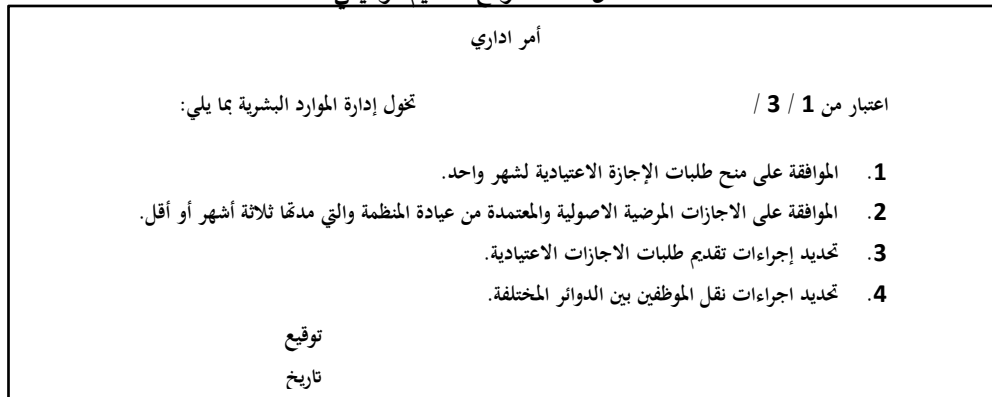 أمر اداري
اعتبار من 1 / 3 / تخول إدارة الموارد البشرية بما يلي:
1. الموافقة على منح طلبات الإجازة الاعتيادية لشهر واحد.
2. الموافقة على الاجازات المرضية الاصولية والمعتمدة من عيادة المنظمة والتي مدتها ثلاثة أشهر أو أقل.
3. تحديد إجراءات تقديم طلبات الاجازات الاعتيادية.
4. تحديد اجراءات نقل الموظفين بين الدوائر المختلفة.
توقيع
تاريخ